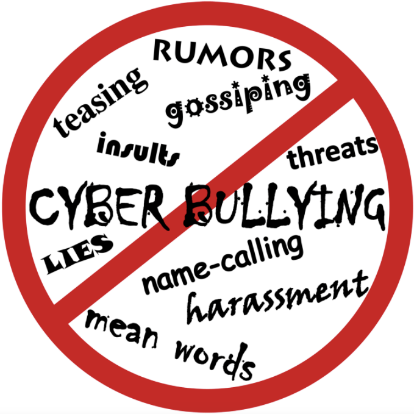 RUMORS
teasing
gossiping
insults
threats
CYBER BULLYING
LIES
name-calling
harassment
mean words